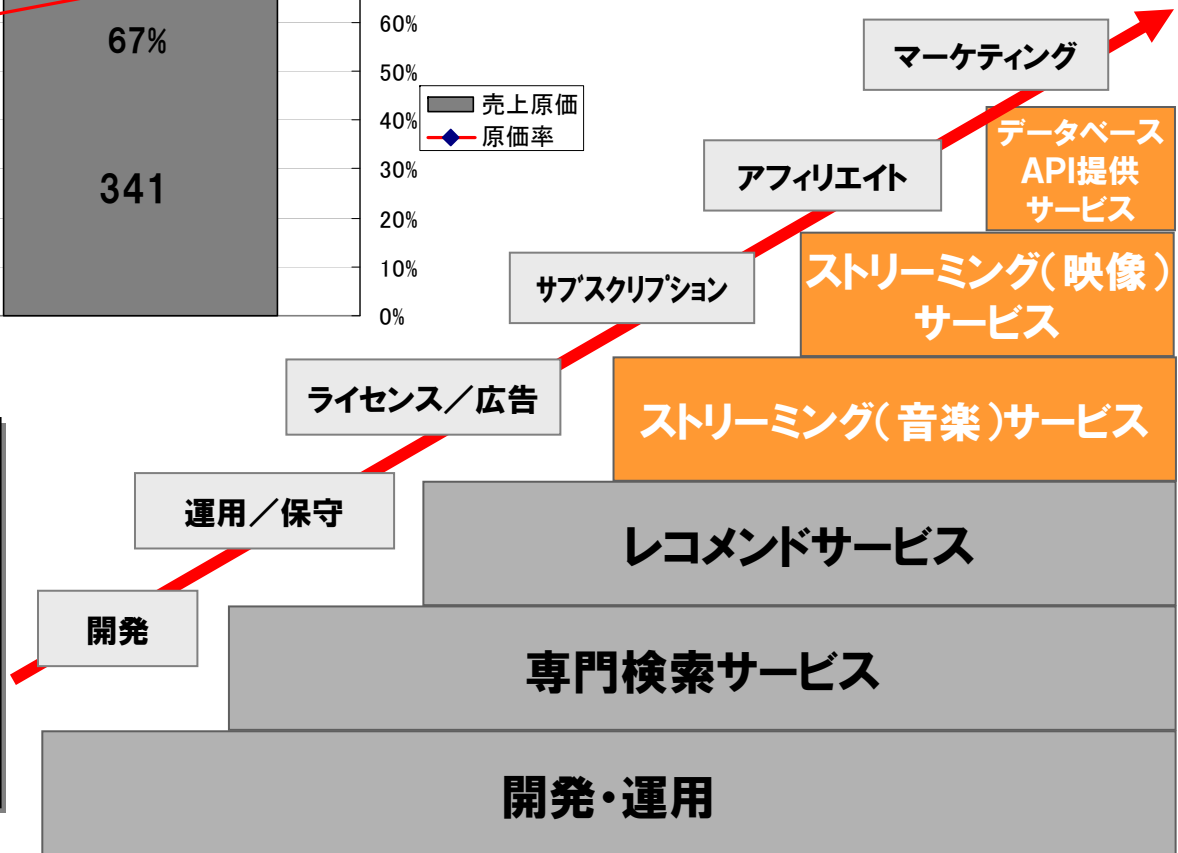 60%
67%
50%
売上原価
40%
原価率
30%
341
20%
10%
0%
マーケティング
アフィリエイト
サブスクリプション
ライセンス／広告
運用／保守
開発
データベース
API提供
サービス
ストリーミング(映像)
サービス
ストリーミング(音楽)サービス
レコメンドサービス
専門検索サービス
開発・運用